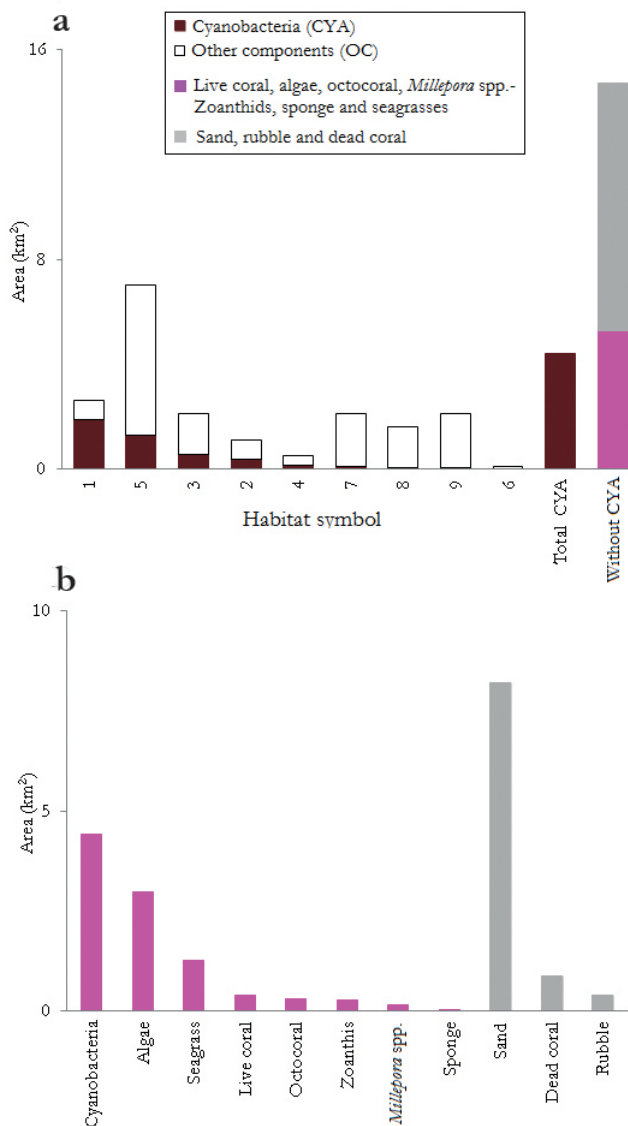 a
Cyanobacteria (CYA)
Other components (OC)
Live coral, algae, octocoral, Millepora spp.-
Zoanthids, sponge and seagrasses
Sand, rubble and dead coral
16
8
0
Area (km²)
1
5
3
2
4
7
8
9
6
Total CYA
Without CYA
Habitat symbol
b
10
5
0
Area (km²)
Cyanobacteria
Algae
Seagrass
Live coral
Octocoral
Zoanthis
Millepora spp.
Sponge
Sand
Dead coral
Rubble